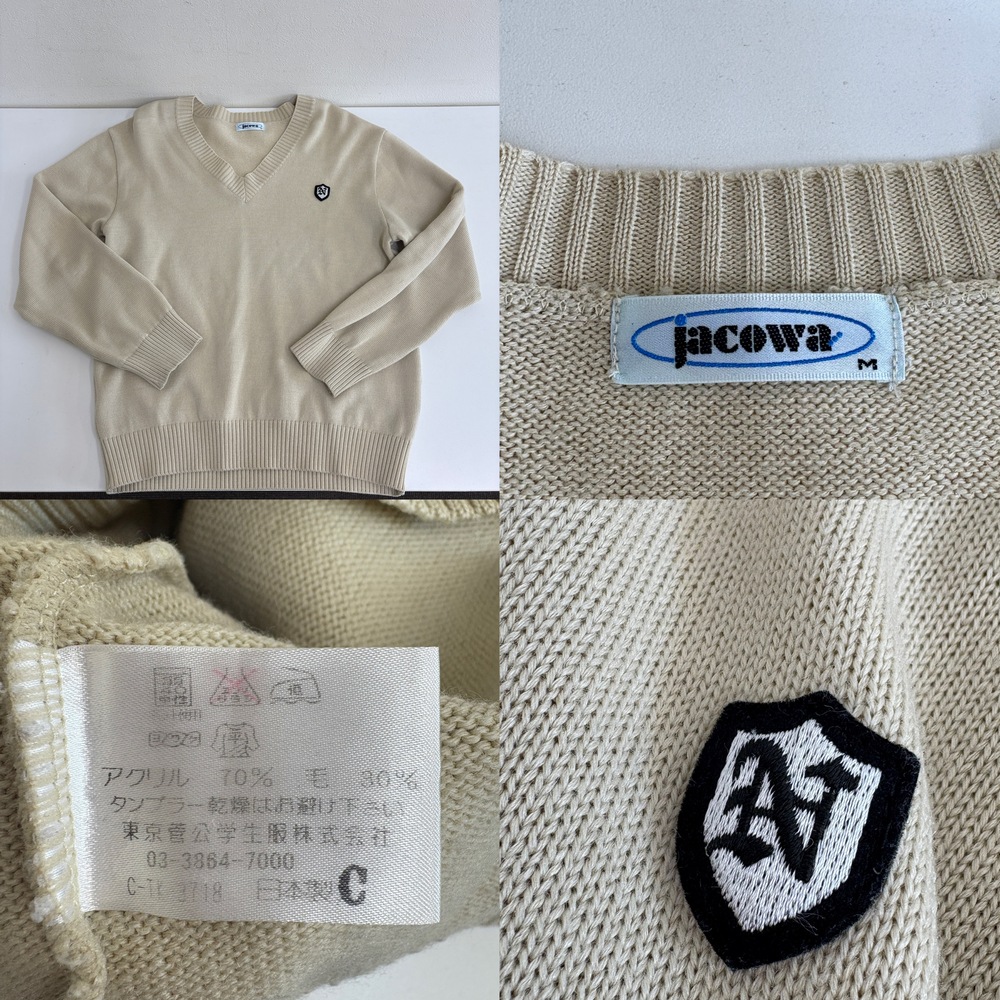 jacowa
jacowa
M
アクリル 70% 毛 30%
タンブラー乾燥はお避け下さい
東京菅公学生服株式会社
03-3864-7000
日本製 C
N